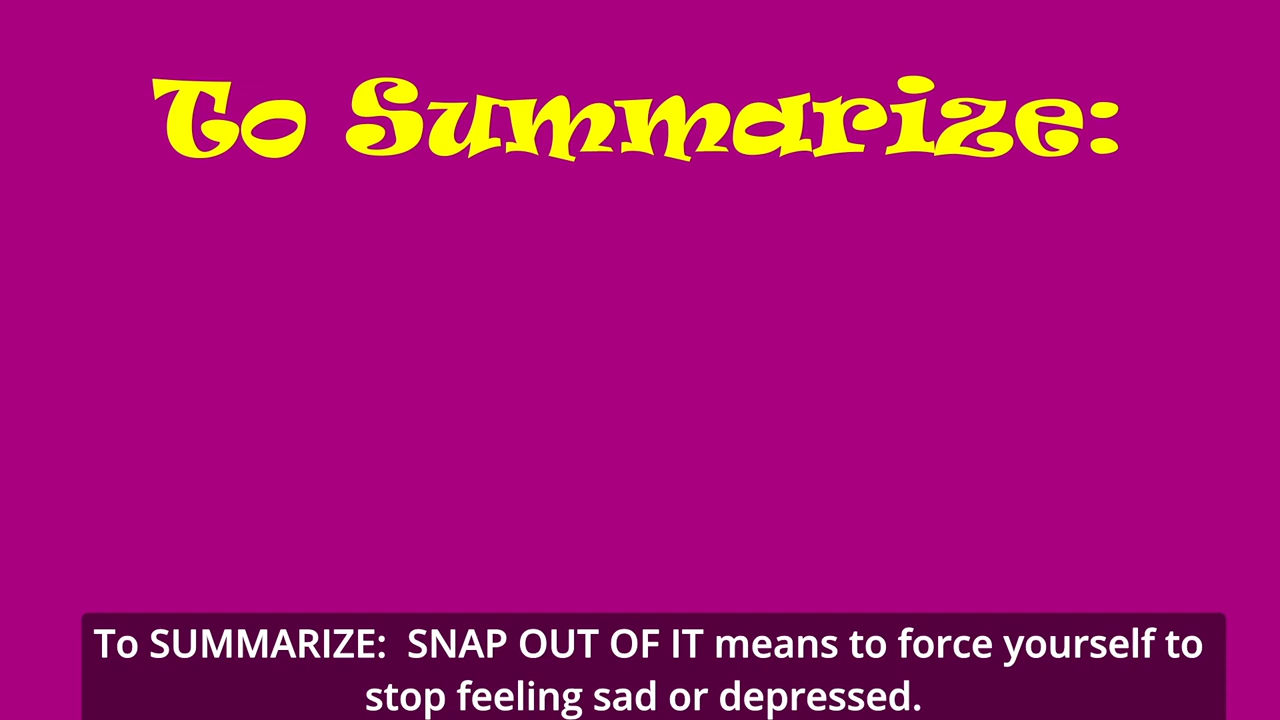 To Summarize:
To SUMMARIZE:  SNAP OUT OF IT means to force yourself to
stop feeling sad or depressed.